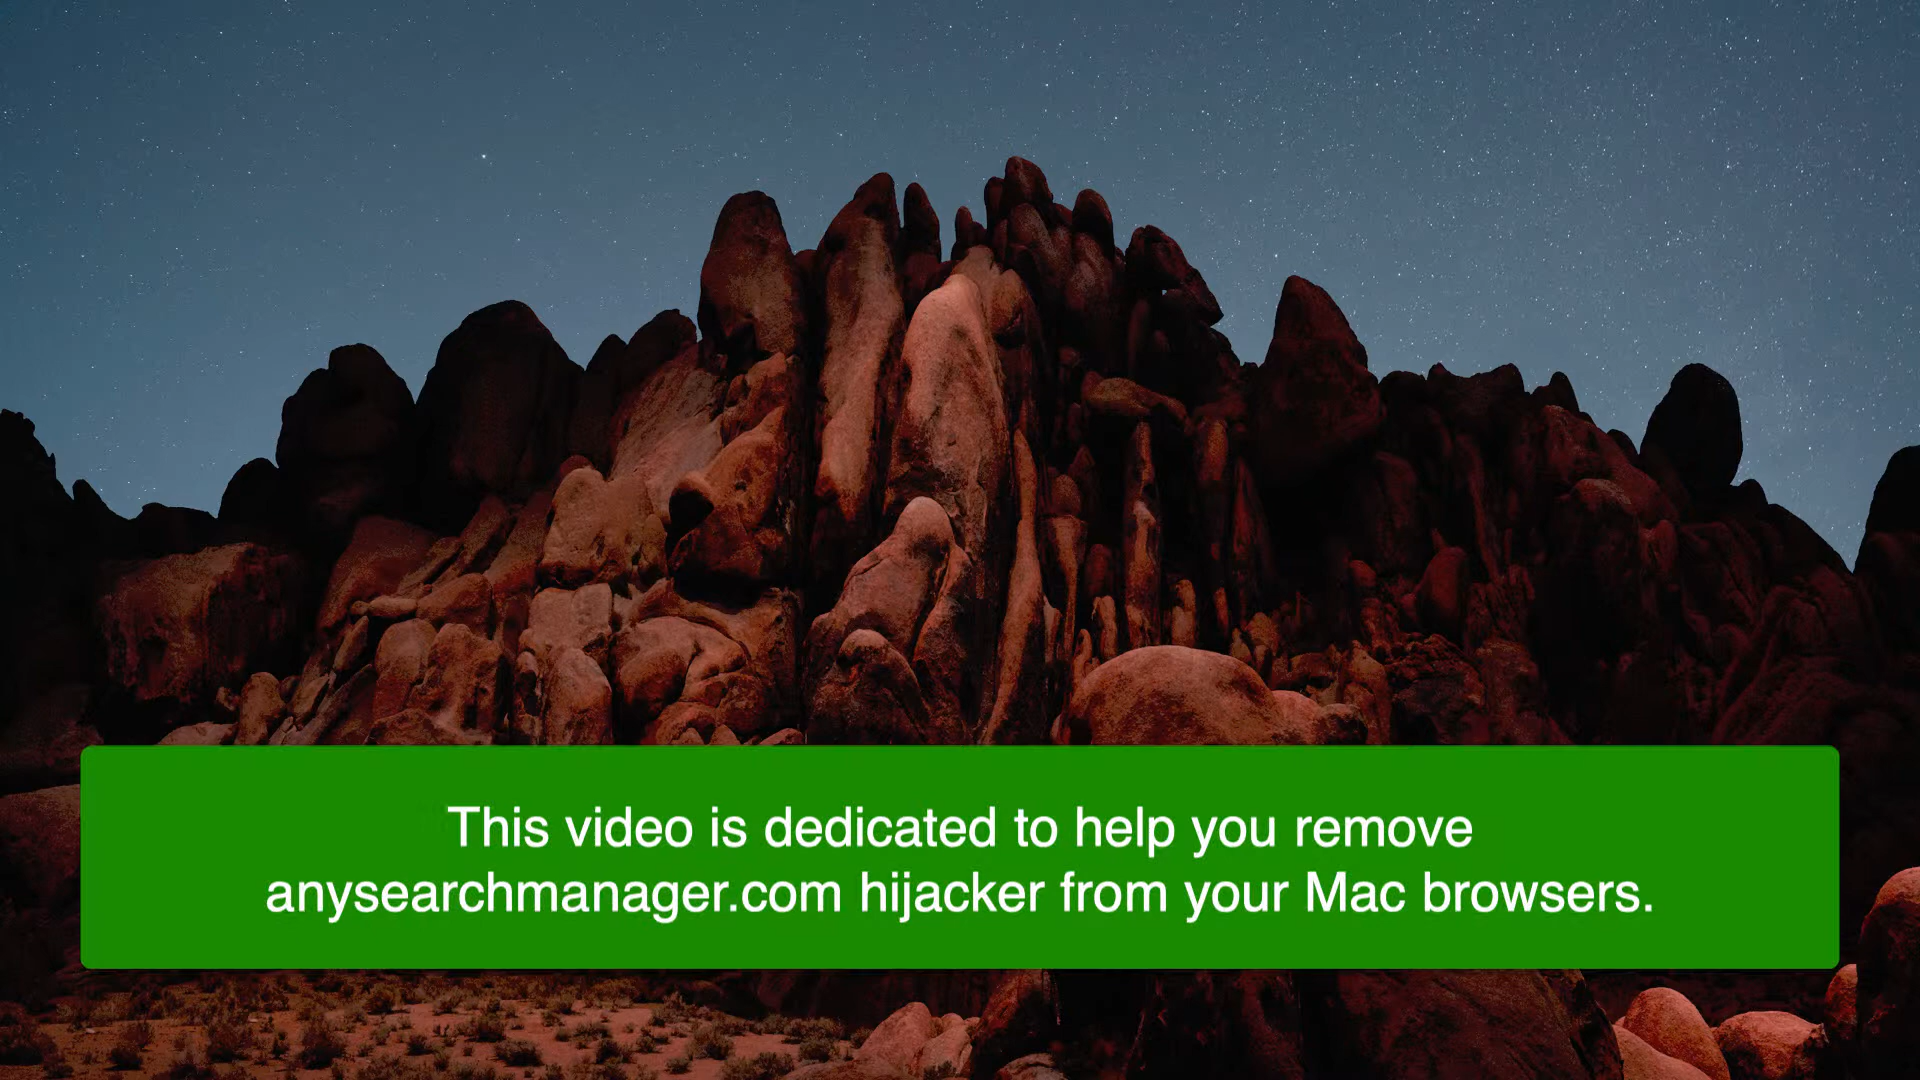 This video is dedicated to help you remove
anysearchmanager.com hijacker from your Mac browsers.